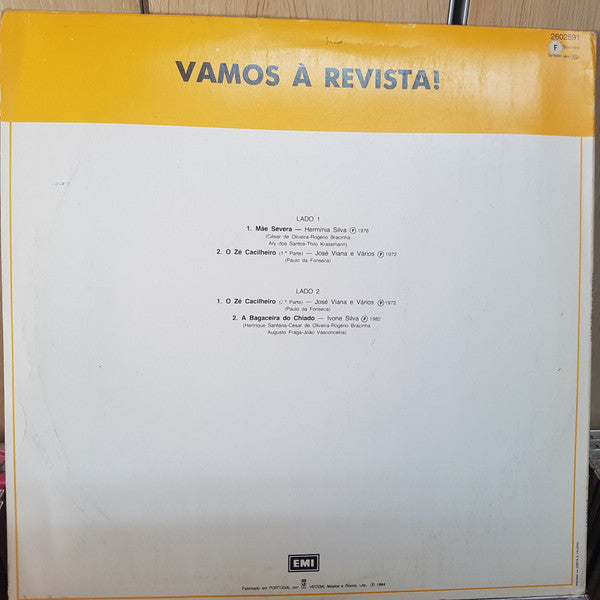 2602591
F
VAMOS À REVISTA!
LADO 1
1. Mãe Severa — Hermínia Silva Ⓟ 1976
(César de Oliveira-Rogério Bracinha
Ary dos Santos-Thilo Krassmann)
2. O Zé Cacilheiro (1.ª Parte) — José Viana e Vários Ⓟ 1972
(Paulo da Fonseca)
LADO 2
1. O Zé Cacilheiro (2.ª Parte) — José Viana e Vários Ⓟ 1972
(Paulo da Fonseca)
2. A Bagaceira do Chiado — Ivone Silva Ⓟ 1982
(Henrique Santana-César de Oliveira-Rogério Bracinha
Augusto Fraga-João Vasconcelos)
EMI
Fabricado em PORTUGAL por VECEMI, Música e Discos, Lda. Ⓟ 1984